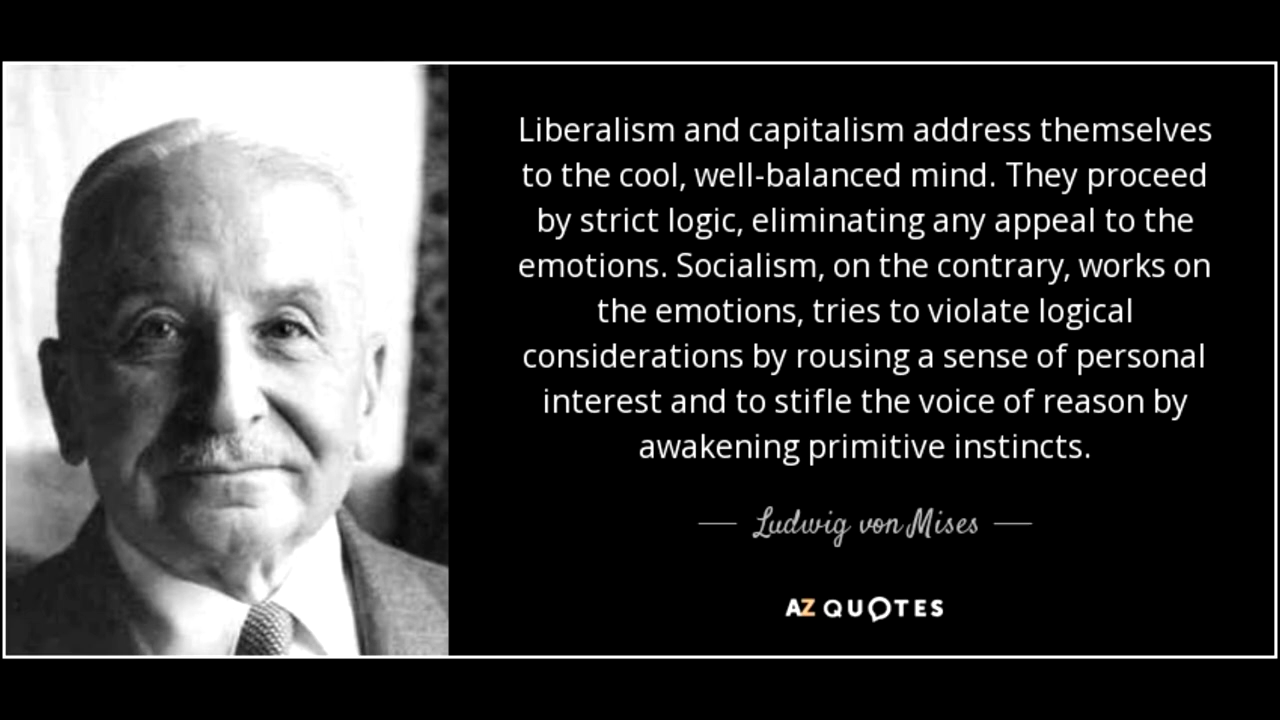 Liberalism and capitalism address themselves
to the cool, well-balanced mind. They proceed
by strict logic, eliminating any appeal to the
emotions. Socialism, on the contrary, works on
the emotions, tries to violate logical
considerations by rousing a sense of personal
interest and to stifle the voice of reason by
awakening primitive instincts.
Ludwig von Mises
AZ QUOTES